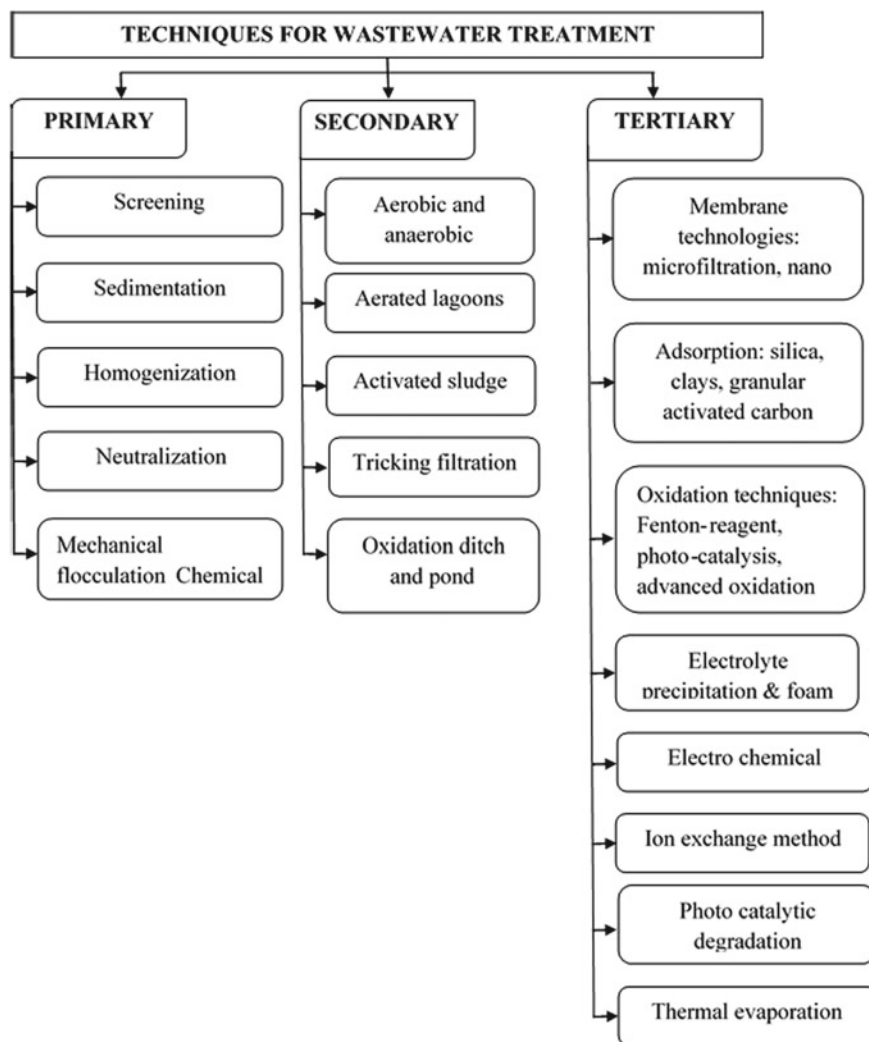 TECHNIQUES FOR WASTEWATER TREATMENT
PRIMARY
Screening
Sedimentation
Homogenization
Neutralization
Mechanical
flocculation Chemical
SECONDARY
Aerobic and
anaerobic
Aerated lagoons
Activated sludge
Tricking filtration
Oxidation ditch
and pond
TERTIARY
Membrane
technologies:
microfiltration, nano
Adsorption: silica,
clays, granular
activated carbon
Oxidation techniques:
Fenton-reagent,
photo-catalysis,
advanced oxidation
Electrolyte
precipitation & foam
Electro chemical
Ion exchange method
Photo catalytic
degradation
Thermal evaporation